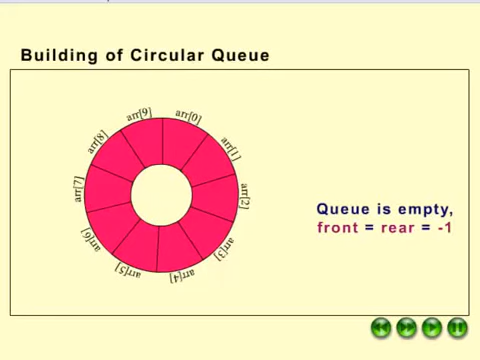 Building of Circular Queue
arr[9]
arr[0]
arr[8]
arr[1]
arr[7]
arr[2]
arr[6]
arr[3]
arr[5]
arr[4]
Queue is empty,
front = rear = -1